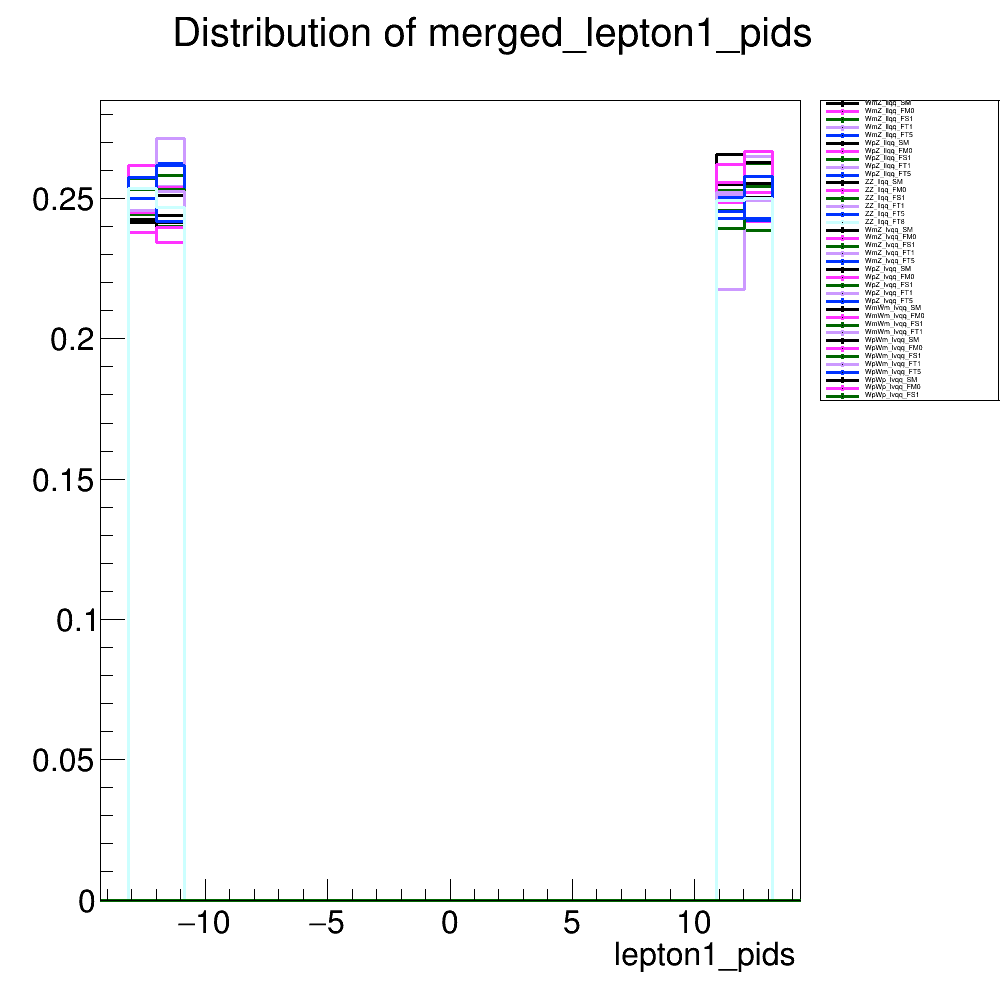 Distribution of merged_lepton1_pids
WmZ_llqq_SM
WmZ_llqq_FM0
WmZ_llqq_FS1
WmZ_llqq_FT1
WmZ_llqq_FT5
WpZ_llqq_SM
WpZ_llqq_FM0
WpZ_llqq_FS1
WpZ_llqq_FT1
WpZ_llqq_FT5
ZZ_llqq_SM
ZZ_llqq_FM0
ZZ_llqq_FS1
ZZ_llqq_FT1
ZZ_llqq_FT5
ZZ_llqq_FT8
WmZ_lvqq_SM
WmZ_lvqq_FM0
WmZ_lvqq_FS1
WmZ_lvqq_FT1
WmZ_lvqq_FT5
WpZ_lvqq_SM
WpZ_lvqq_FM0
WpZ_lvqq_FS1
WpZ_lvqq_FT1
WpZ_lvqq_FT5
WmWm_lvqq_SM
WmWm_lvqq_FM0
WmWm_lvqq_FS1
WmWm_lvqq_FT1
WpWm_lvqq_SM
WpWm_lvqq_FM0
WpWm_lvqq_FS1
WpWm_lvqq_FT1
WpWm_lvqq_FT5
WpWp_lvqq_SM
WpWp_lvqq_FM0
WpWp_lvqq_FS1
0.25
0.2
0.15
0.1
0.05
0
−10 −5 0 5 10
lepton1_pids